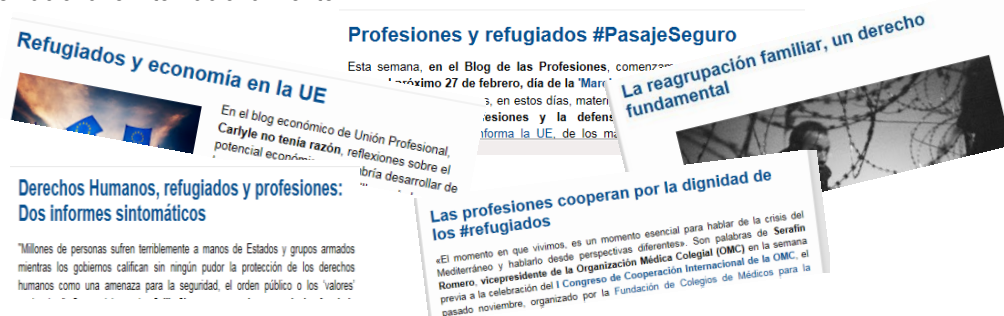 Profesiones y refugiados #PasajeSeguro
Esta semana, en el Blog de las Profesiones,
próximo 27 de febrero, día de la
s, en estos días,
esiones y la
informa la UE, de los
Refugiados y economía en la UE
En el blog económico de Unión Profesional,
Carlyle no tenía razón, reflexiones sobre el
potencial
desarrollar de
La reagrupación familiar, un derecho
fundamental
Derechos Humanos, refugiados y profesiones:
Dos informes sintomáticos
"Millones de personas sufren terriblemente a manos de Estados y grupos armados
mientras los gobiernos califican sin ningún pudor la protección de los derechos
humanos como una amenaza para la seguridad, el orden público o los 'valores'
Las profesiones cooperan por la dignidad de
los #refugiados
«El momento en que vivimos, es un momento esencial para hablar de la crisis del
Mediterráneo y hablarlo desde perspectivas diferentes». Son palabras de Serafín
Romero, vicepresidente de la Organización Médica Colegial (OMC) en la semana
previa a la celebración del I Congreso de Cooperación Internacional de la OMC, el
pasado noviembre, organizado por la Fundación de Colegios de Médicos para la